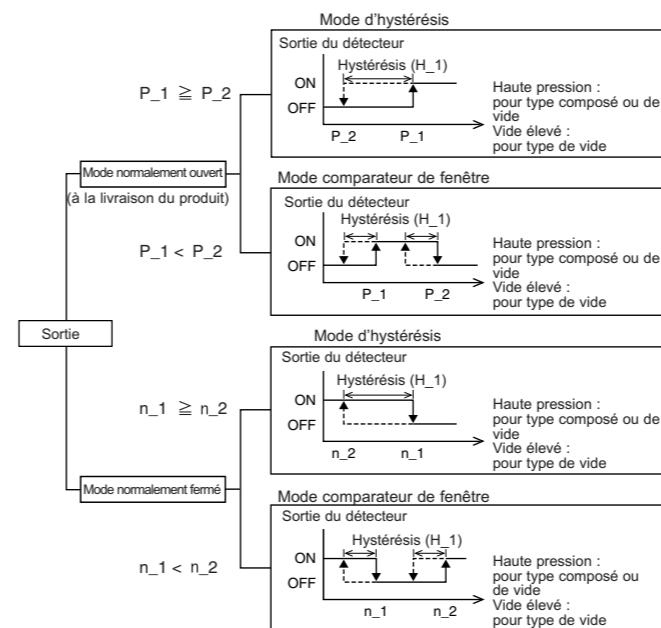 Mode d'hystérésis
Sortie du détecteur
Hystérésis (H_1)
ON
OFF
P_2 P_1
Haute pression :
pour type composé ou de
vide
Vide élevé :
pour type de vide
P_1 ≧ P_2
Mode normalement ouvert
(à la livraison du produit)
P_1 < P_2
Mode comparateur de fenêtre
Sortie du détecteur
Hystérésis (H_1)
ON
OFF
P_1 P_2
Haute pression :
pour type composé ou de
vide
Vide élevé :
pour type de vide
Sortie
Mode d'hystérésis
Sortie du détecteur
Hystérésis (H_1)
ON
OFF
n_2 n_1
Haute pression :
pour type composé ou de
vide
Vide élevé :
pour type de vide
n_1 ≧ n_2
Mode normalement fermé
n_1 < n_2
Mode comparateur de fenêtre
Sortie du détecteur
Hystérésis (H_1)
ON
OFF
n_1 n_2
Haute pression :
pour type composé ou
de vide
Vide élevé :
pour type de vide